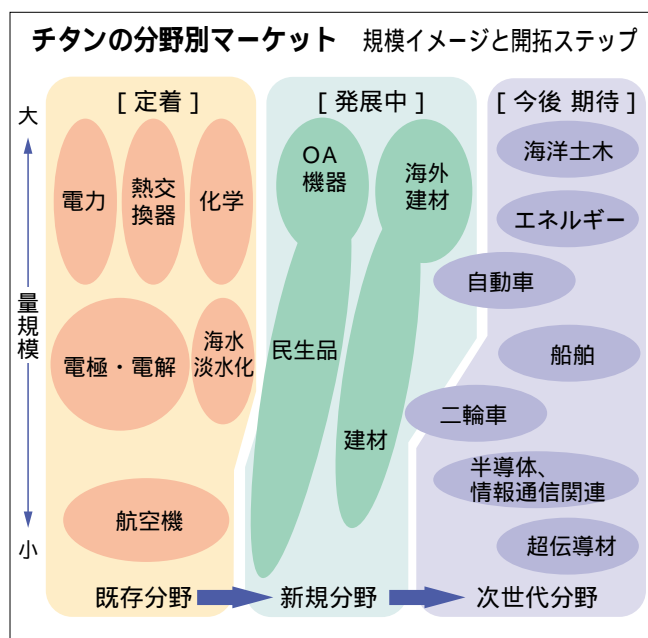 チタンの分野別マーケット 規模イメージと開拓ステップ
大
量規模
小
[ 定着 ]
電力
熱交
換器
化学
電極・電解
海水
淡水化
航空機
既存分野
[ 発展中 ]
OA
機器
海外
建材
民生品
建材
新規分野
[ 今後 期待 ]
海洋土木
エネルギー
自動車
船舶
二輪車
半導体、
情報通信関連
超伝導材
次世代分野